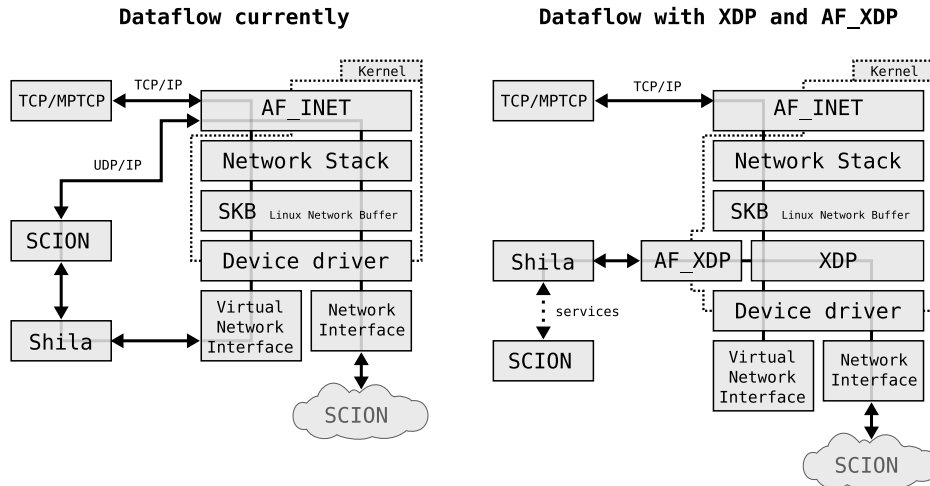 Dataflow currently
Kernel
TCP/MPTCP
TCP/IP
AF_INET
UDP/IP
Network Stack
SKB Linux Network Buffer
SCION
Device driver
Shila
Virtual
Network
Interface
Network
Interface
SCION
Dataflow with XDP and AF_XDP
Kernel
TCP/MPTCP
TCP/IP
AF_INET
Network Stack
SKB Linux Network Buffer
Shila
AF_XDP
XDP
services
Device driver
SCION
Virtual
Network
Interface
Network
Interface
SCION